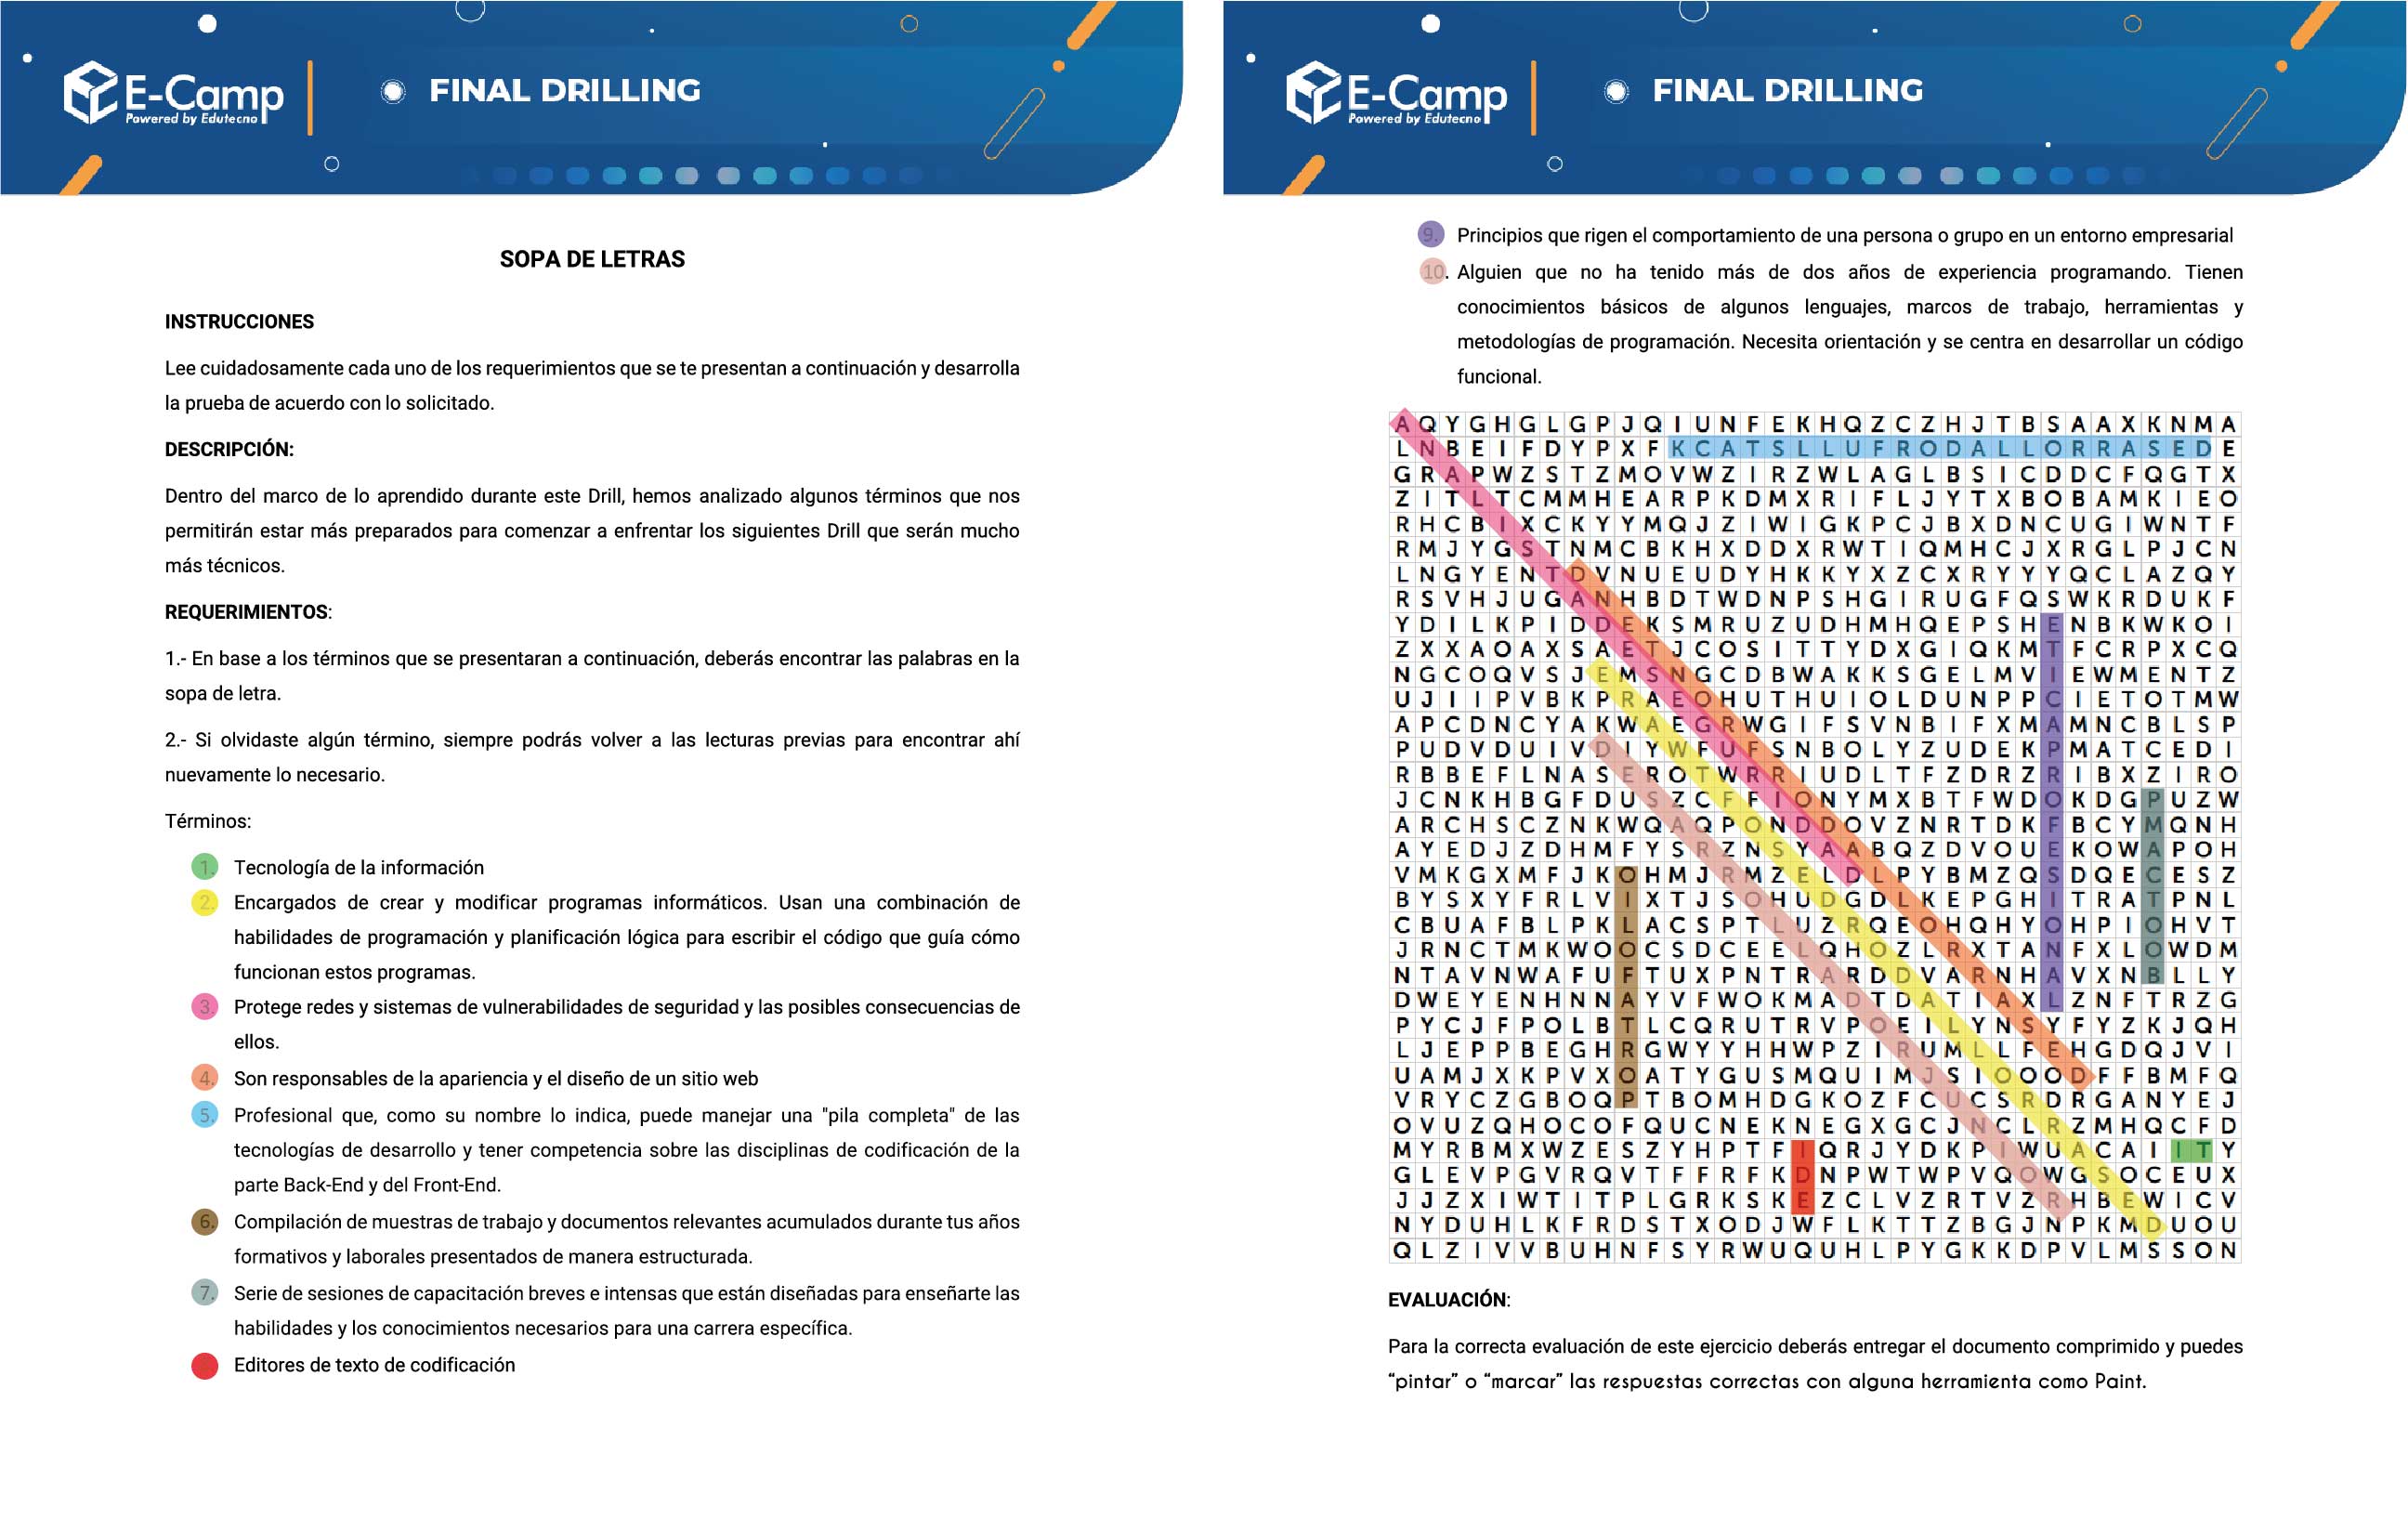 E-Camp
Powered by Edutecno
FINAL DRILLING
SOPA DE LETRAS
INSTRUCCIONES
Lee cuidadosamente cada uno de los requerimientos que se te presentan a continuación y desarrolla
la prueba de acuerdo con lo solicitado.
DESCRIPCIÓN:
Dentro del marco de lo aprendido durante este Drill, hemos analizado algunos términos que nos
permitirán estar más preparados para comenzar a enfrentar los siguientes Drill que serán mucho
más técnicos.
REQUERIMIENTOS:
1.- En base a los términos que se presentaran a continuación, deberás encontrar las palabras en la
sopa de letra.
2.- Si olvidaste algún término, siempre podrás volver a las lecturas previas para encontrar ahí
nuevamente lo necesario.
Términos:
1. Tecnología de la información
2. Encargados de crear y modificar programas informáticos. Usan una combinación de
habilidades de programación y planificación lógica para escribir el código que guía cómo
funcionan estos programas.
3. Protege redes y sistemas de vulnerabilidades de seguridad y las posibles consecuencias de
ellos.
4. Son responsables de la apariencia y el diseño de un sitio web
5. Profesional que, como su nombre lo indica, puede manejar una "pila completa" de las
tecnologías de desarrollo y tener competencia sobre las disciplinas de codificación de la
parte Back-End y del Front-End.
6. Compilación de muestras de trabajo y documentos relevantes acumulados durante tus años
formativos y laborales presentados de manera estructurada.
7. Serie de sesiones de capacitación breves e intensas que están diseñadas para enseñarte las
habilidades y los conocimientos necesarios para una carrera específica.
Editores de texto de codificación
E-Camp
Powered by Edutecno
FINAL DRILLING
9. Principios que rigen el comportamiento de una persona o grupo en un entorno empresarial
10. Alguien que no ha tenido más de dos años de experiencia programando. Tienen
conocimientos básicos de algunos lenguajes, marcos de trabajo, herramientas y
metodologías de programación. Necesita orientación y se centra en desarrollar un código
funcional.
A Q Y G H G L G P J Q I U N F E K H Q Z C Z H J T B S A A X K N M A
L N B E I F D Y P X F K C A T S L L U F R O D A L L O R R A S E D E
G R A P W Z S T Z M O V W Z I R Z W L A G L B S I C D D C F Q G T X
Z I T L T C M M H E A R P K D M X R I F L J Y T X B O B A M K I E O
R H C B I X C K Y Y M Q J Z I W I G K P C J B X D N C U G I W N T F
R M J Y G S T N M C B K H X D D X R W T I Q M H C J X R G L P J C N
L N G Y E N T D V N U E U D Y H K K Y X Z C X R Y Y Y Q C L A Z Q Y
R S V H J U G A N H B D T W D N P S H G I R U G F Q S W K R D U K F
Y D I L K P I D D E K S M R U Z U D H M H Q E P S H E N B K W K O I
Z X X A O A X S A E T J C O S I T T Y D X G I Q K M T F C R P X C Q
N G C O Q V S J E M S N G C D B W A K K S G E L M V I E W M E N T Z
U J I I P V B K P R A E O H U T H U I O L D U N P P C I E T O T M W
A P C D N C Y A K W A E G R W G I F S V N B I F X M A M N C B L S P
P U D V D U I V D I Y W F U F S N B O L Y Z U D E K P M A T C E D I
R B B E F L N A S E R O T W R R I U D L T F Z D R Z R I B X Z I R O
J C N K H B G F D U S Z C F F I O N Y M X B T F W D O K D G P U Z W
A R C H S C Z N K W Q A Q P O N D D O V Z N R T D K F B C Y M Q N H
A Y E D J Z D H M F Y S R Z N S Y A A B Q Z D V O U E K O W A P O H
V M K G X M F J K O H M J R M Z E L D L P Y B M Z Q S D Q E C E S Z
B Y S X Y F R L V I X T J S O H U D G D L K E P G H I T R A T P N L
C B U A F B L P K L A C S P T L U Z R Q E O H Q H Y O H P I O H V T
J R N C T M K W O O C S D C E E L Q H O Z L R X T A N F X L O W D M
N T A V N W A F U F T U X P N T R A R D D V A R N H A V X N B L L Y
D W E Y E N H N N A Y V F W O K M A D T D A T I A X L Z N F T R Z G
P Y C J F P O L B T L C Q R U T R V P O E I L Y N S Y F Y Z K J Q H
L J E P P B E G H R G W Y Y H H W P Z I R U M L L F E H G D Q J V I
U A M J X K P V X O A T Y G U S M Q U I M J S I O O O D F F B M F Q
V R Y C Z G B O Q P T B O M H D G K O Z F C U C S R D R G A N Y E J
O V U Z Q H O C O F Q U C N E K N E G X G C J N C L R Z M H Q C F D
M Y R B M X W Z E S Z Y H P T F I Q R J Y D K P I W U A C A I I T Y
G L E V P G V R Q V T F F R F K D N P W T W P V Q O W G S O C E U X
J J Z X I W T I T P L G R K S K E Z C L V Z R T V Z R H B E W I C V
N Y D U H L K F R D S T X O D J W F L K T T Z B G J N P K M D U O U
Q L Z I V V B U H N F S Y R W U Q U H L P Y G K K D P V L M S S O N
EVALUACIÓN:
Para la correcta evaluación de este ejercicio deberás entregar el documento comprimido y puedes
“pintar” o “marcar” las respuestas correctas con alguna herramienta como Paint.